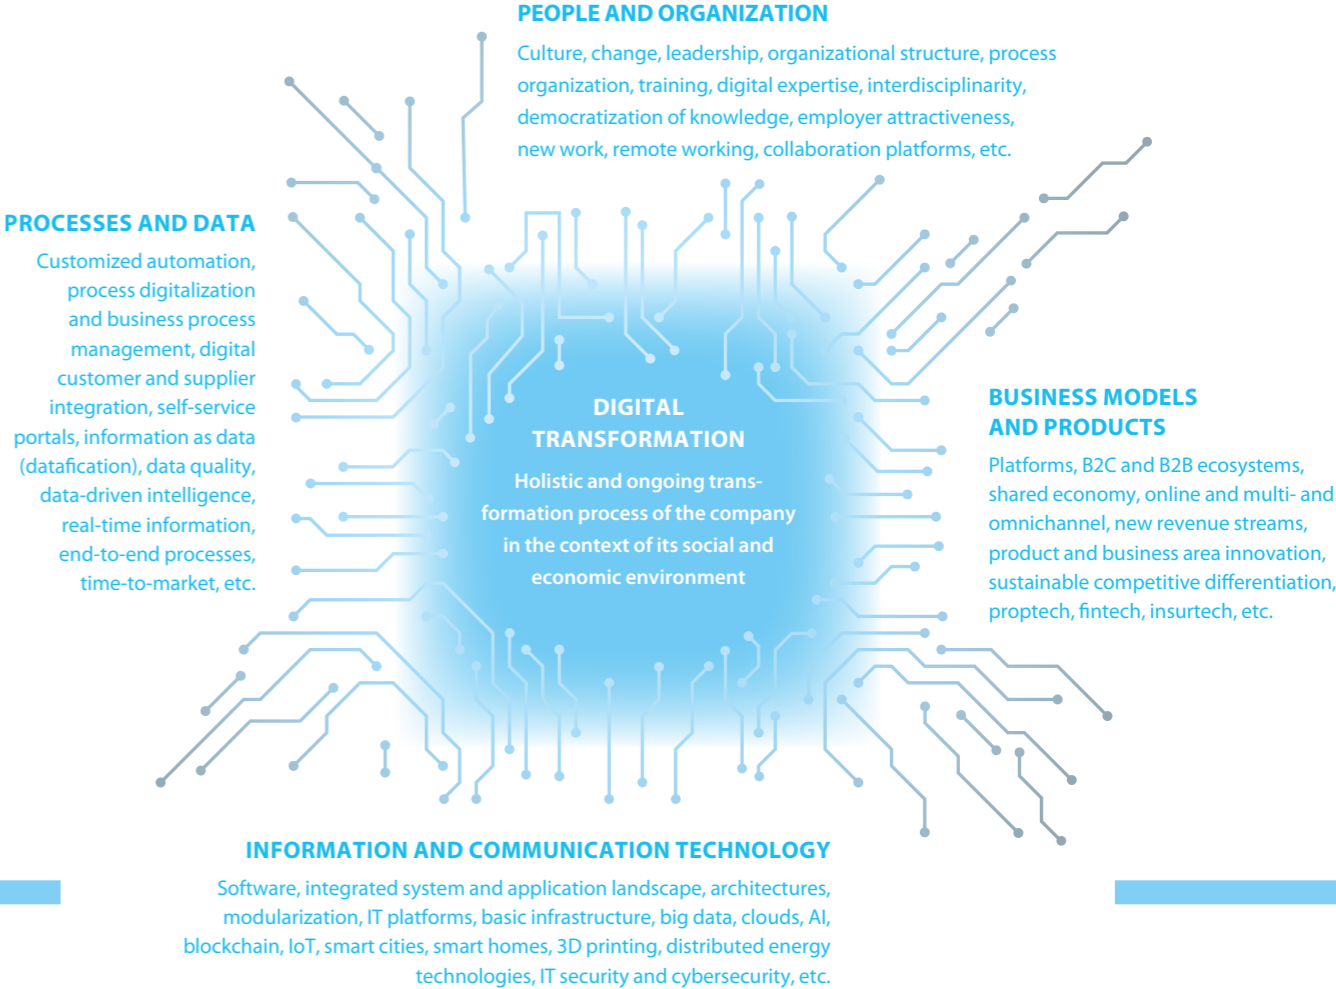 PEOPLE AND ORGANIZATION
Culture, change, leadership, organizational structure, process
organization, training, digital expertise, interdisciplinarity,
democratization of knowledge, employer attractiveness,
new work, remote working, collaboration platforms, etc.
PROCESSES AND DATA
Customized automation,
process digitalization
and business process
management, digital
customer and supplier
integration, self-service
portals, information as data
(datafication), data quality,
data-driven intelligence,
real-time information,
end-to-end processes,
time-to-market, etc.
DIGITAL
TRANSFORMATION
Holistic and ongoing trans-
formation process of the company
in the context of its social and
economic environment
BUSINESS MODELS
AND PRODUCTS
Platforms, B2C and B2B ecosystems,
shared economy, online and multi- and
omnichannel, new revenue streams,
product and business area innovation,
sustainable competitive differentiation,
proptech, fintech, insurtech, etc.
INFORMATION AND COMMUNICATION TECHNOLOGY
Software, integrated system and application landscape, architectures,
modularization, IT platforms, basic infrastructure, big data, clouds, AI,
blockchain, IoT, smart cities, smart homes, 3D printing, distributed energy
technologies, IT security and cybersecurity, etc.